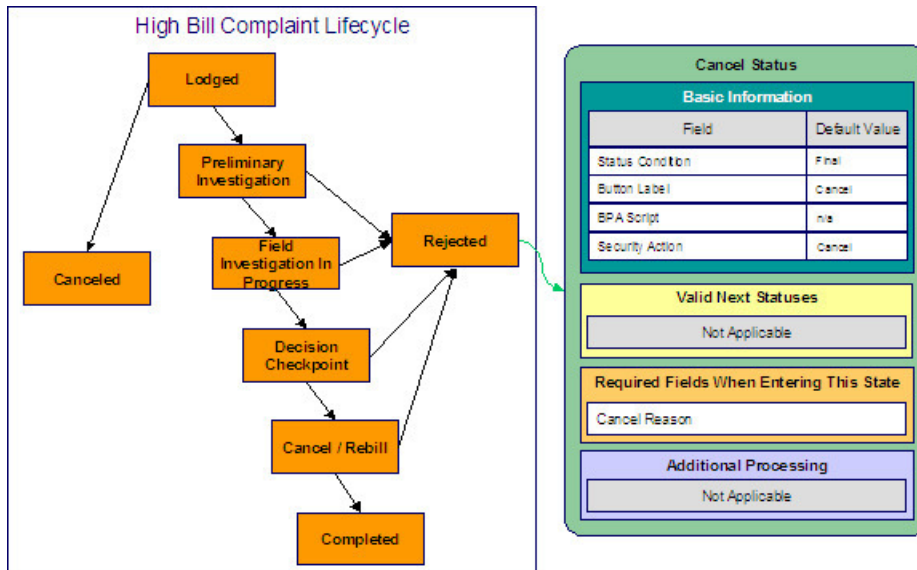 High Bill Complaint Lifecycle
Lodged
Preliminary
Investigation
Canceled
Field
Investigation In
Progress
Rejected
Decision
Checkpoint
Cancel / Rebill
Completed
Cancel Status
Basic Information
Field Default Value
Status Condition Final
Button Label Cancel
BPA Script n/a
Security Action Cancel
Valid Next Statuses
Not Applicable
Required Fields When Entering This State
Cancel Reason
Additional Processing
Not Applicable